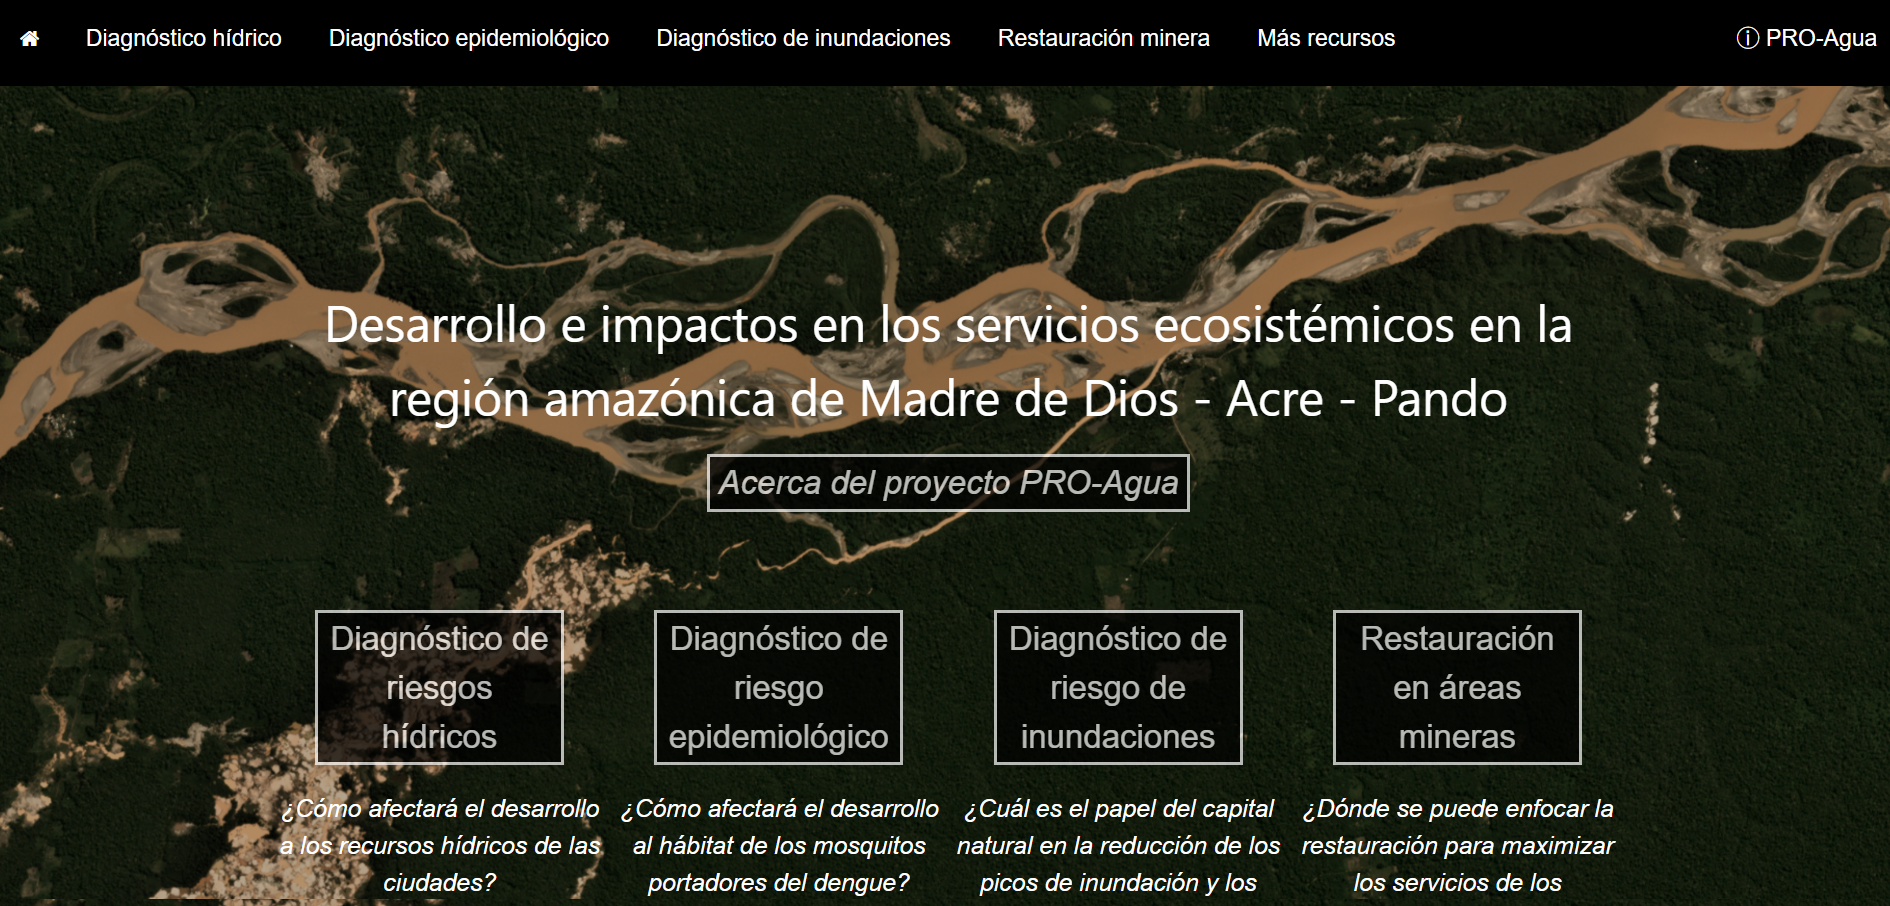 Diagnóstico hídrico Diagnóstico epidemiológico Diagnóstico de inundaciones Restauración minera Más recursos ⓘ PRO-Agua
Desarrollo e impactos en los servicios ecosistémicos en la
región amazónica de Madre de Dios - Acre - Pando
Acerca del proyecto PRO-Agua
Diagnóstico de
riesgos
hídricos
¿Cómo afectará el desarrollo
a los recursos hídricos de las
ciudades?
Diagnóstico de
riesgo
epidemiológico
¿Cómo afectará el desarrollo
al hábitat de los mosquitos
portadores del dengue?
Diagnóstico de
riesgo de
inundaciones
¿Cuál es el papel del capital
natural en la reducción de los
picos de inundación y los
Restauración
en áreas
mineras
¿Dónde se puede enfocar la
restauración para maximizar
los servicios de los